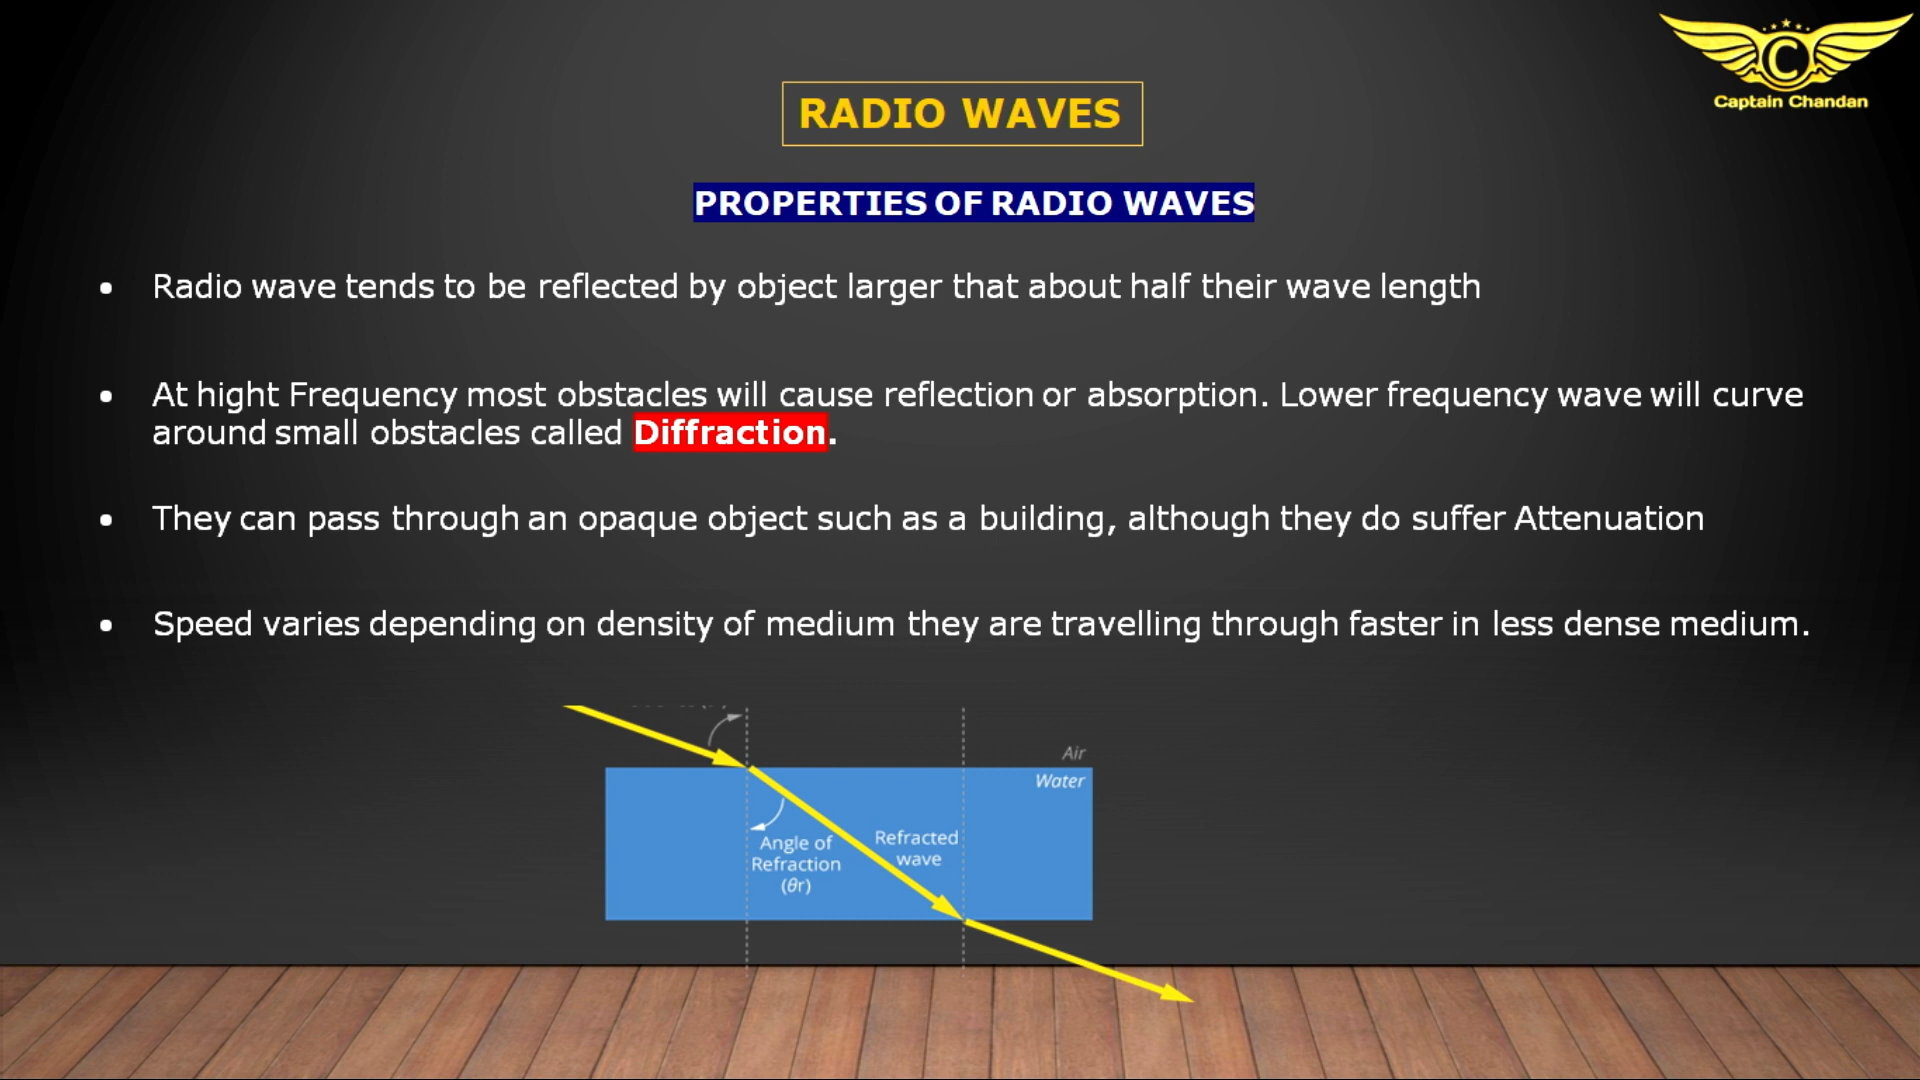 C
Captain Chandan
RADIO WAVES
PROPERTIES OF RADIO WAVES
• Radio wave tends to be reflected by object larger that about half their wave length
• At hight Frequency most obstacles will cause reflection or absorption. Lower frequency wave will curve
around small obstacles called Diffraction.
• They can pass through an opaque object such as a building, although they do suffer Attenuation
• Speed varies depending on density of medium they are travelling through faster in less dense medium.
Air
Water
Angle of
Refraction
(θr)
Refracted
wave